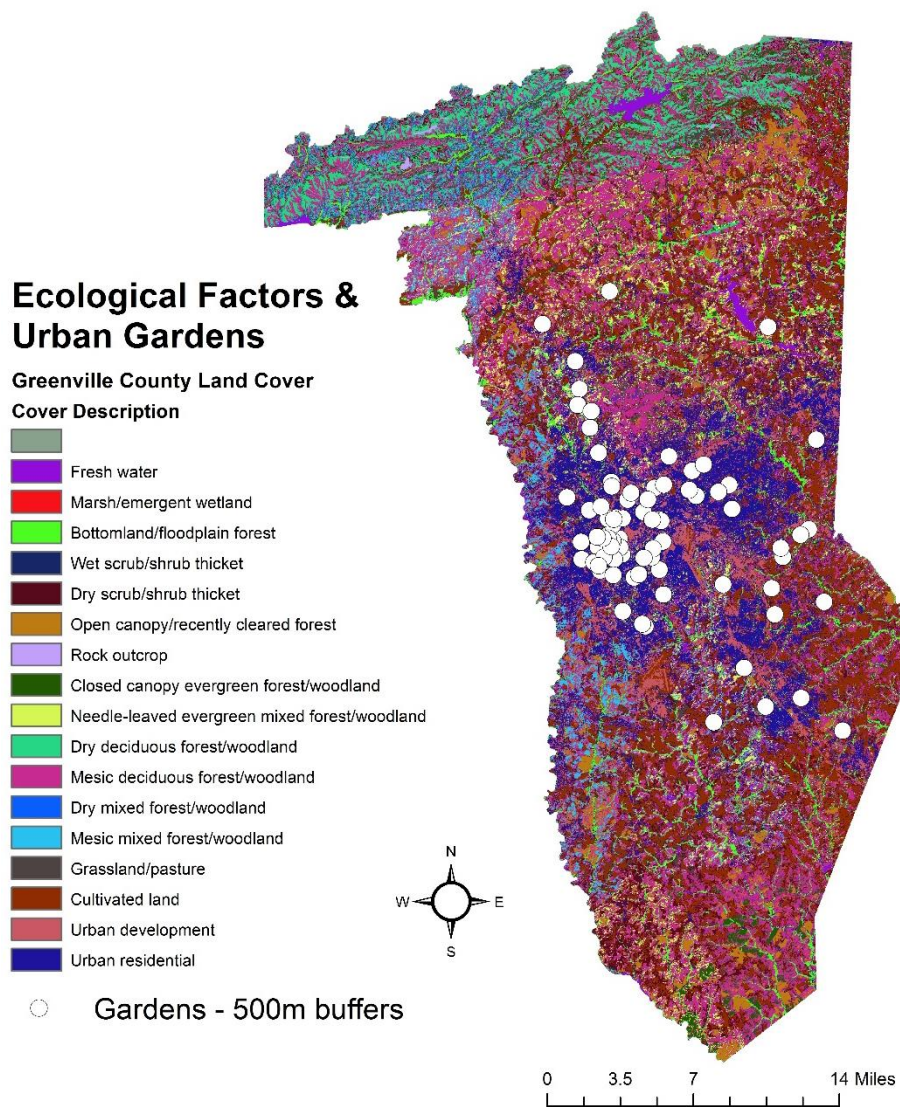 Ecological Factors &
Urban Gardens
Greenville County Land Cover
Cover Description
Fresh water
Marsh/emergent wetland
Bottomland/floodplain forest
Wet scrub/shrub thicket
Dry scrub/shrub thicket
Open canopy/recently cleared forest
Rock outcrop
Closed canopy evergreen forest/woodland
Needle-leaved evergreen mixed forest/woodland
Dry deciduous forest/woodland
Mesic deciduous forest/woodland
Dry mixed forest/woodland
Mesic mixed forest/woodland
Grassland/pasture
Cultivated land
Urban development
Urban residential
Gardens - 500m buffers
N
W E
S
0 3.5 7 14 Miles